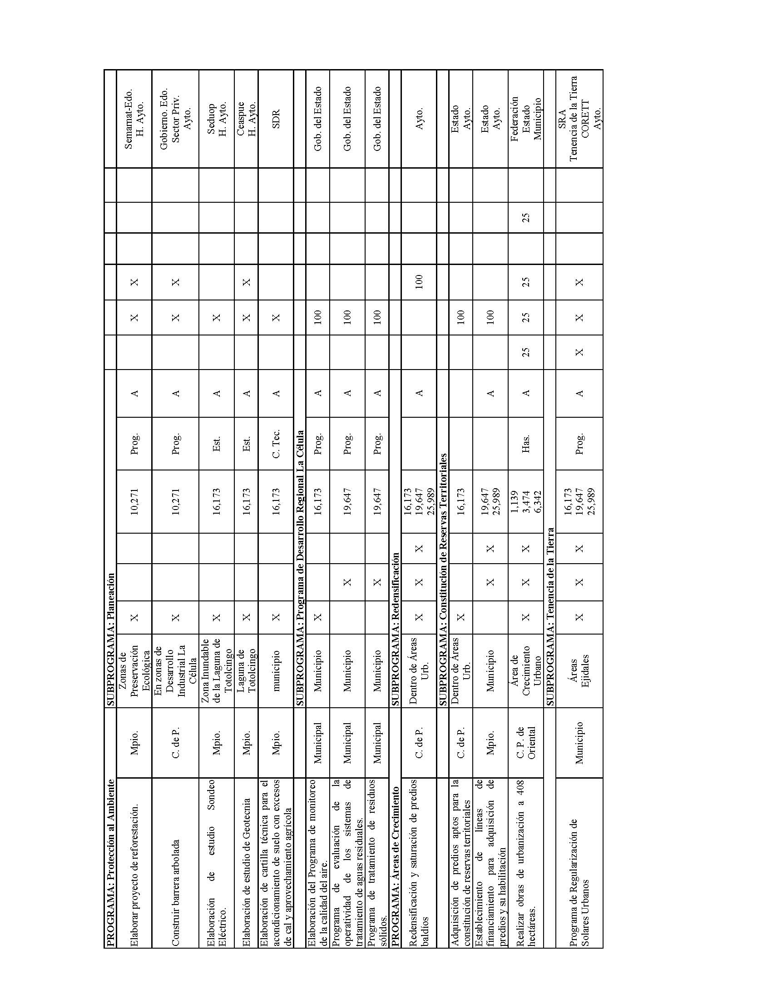 PROGRAMA: Protección al Ambiente
SUBPROGRAMA: Planeación
Elaborar proyecto de reforestación.
Mpio.
Zonas de
Preservación
Ecológica
X
10,271
Prog.
A
X
X
Semarnat-Edo.
H. Ayto.
Construir barrera arbolada
C. de P.
En zonas de
Desarrollo
Industrial La
Célula
X
10,271
Prog.
A
X
X
Gobierno. Edo.
Sector Priv.
Ayto.
Elaboración de estudio Sondeo
Eléctrico.
Mpio.
Zona Inundable
de la Laguna de
Totolcingo
X
16,173
Est.
A
X
Seduop
H. Ayto.
Elaboración de estudio de Geotecnia
Mpio.
Laguna de
Totolcingo
X
16,173
Est.
A
X
X
Ceaspue
H. Ayto.
Elaboración de cartilla técnica para el
acondicionamiento de suelo con excesos
de cal y aprovechamiento agrícola
Mpio.
municipio
X
16,173
C. Tec.
A
X
SDR
SUBPROGRAMA: Programa de Desarrollo Regional La Célula
Elaboración del Programa de monitoreo
de la calidad del aire.
Municipal
Municipio
X
16,173
Prog.
A
100
Gob. del Estado
Programa de evaluación de la
operatividad de los sistemas de
tratamiento de aguas residuales.
Municipal
Municipio
X
19,647
Prog.
A
100
Gob. del Estado
Programa de tratamiento de residuos
sólidos.
Municipal
Municipio
X
19,647
Prog.
A
100
Gob. del Estado
PROGRAMA: Áreas de Crecimiento
SUBPROGRAMA: Redensificación
Redensificación y saturación de predios
baldíos
C. de P.
Dentro de Áreas
Urb.
X
X
X
16,173
19,647
25,989
A
100
Ayto.
SUBPROGRAMA: Constitución de Reservas Territoriales
Adquisición de predios aptos para la
constitución de reservas territoriales
C. de P.
Dentro de Áreas
Urb.
X
16,173
100
Estado
Ayto.
Establecimiento de líneas de
financiamiento para adquisición de
predios y su habilitación
Mpio.
Municipio
X
X
19,647
25,989
A
100
Estado
Ayto.
Realizar obras de urbanización a 408
hectáreas.
C. P. de
Oriental
Área de
Crecimiento
Urbano
X
X
X
1,139
3,474
6,342
Has.
A
25
25
25
25
Federación
Estado
Municipio
SUBPROGRAMA: Tenencia de la Tierra
Programa de Regularización de
Solares Urbanos
Municipio
Áreas
Ejidales
X
X
X
16,173
19,647
25,989
Prog.
A
X
X
X
SRA
Tenencia de la Tierra
CORETT
Ayto.